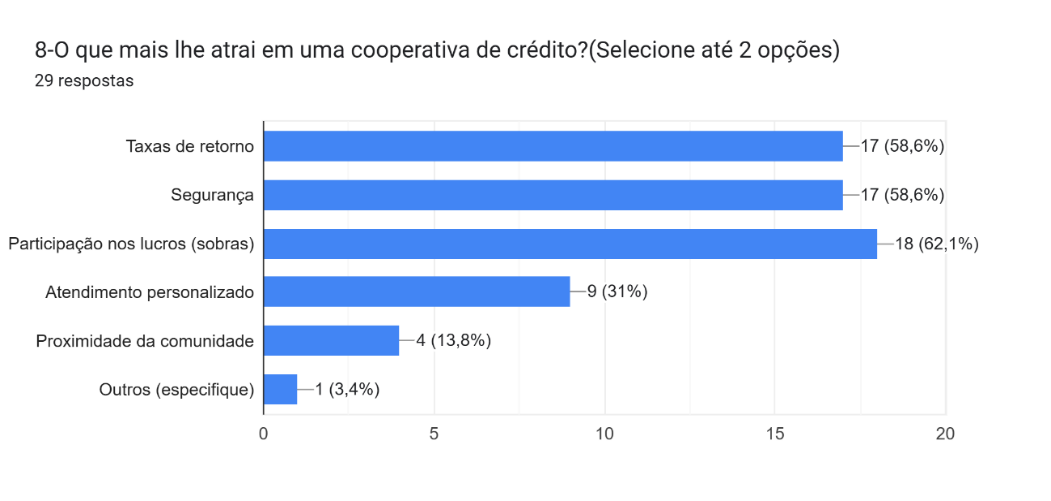 8-O que mais lhe atrai em uma cooperativa de crédito?(Selecione até 2 opções)
29 respostas
Taxas de retorno 17 (58,6%)
Segurança 17 (58,6%)
Participação nos lucros (sobras) 18 (62,1%)
Atendimento personalizado 9 (31%)
Proximidade da comunidade 4 (13,8%)
Outros (especifique) 1 (3,4%)
0 5 10 15 20